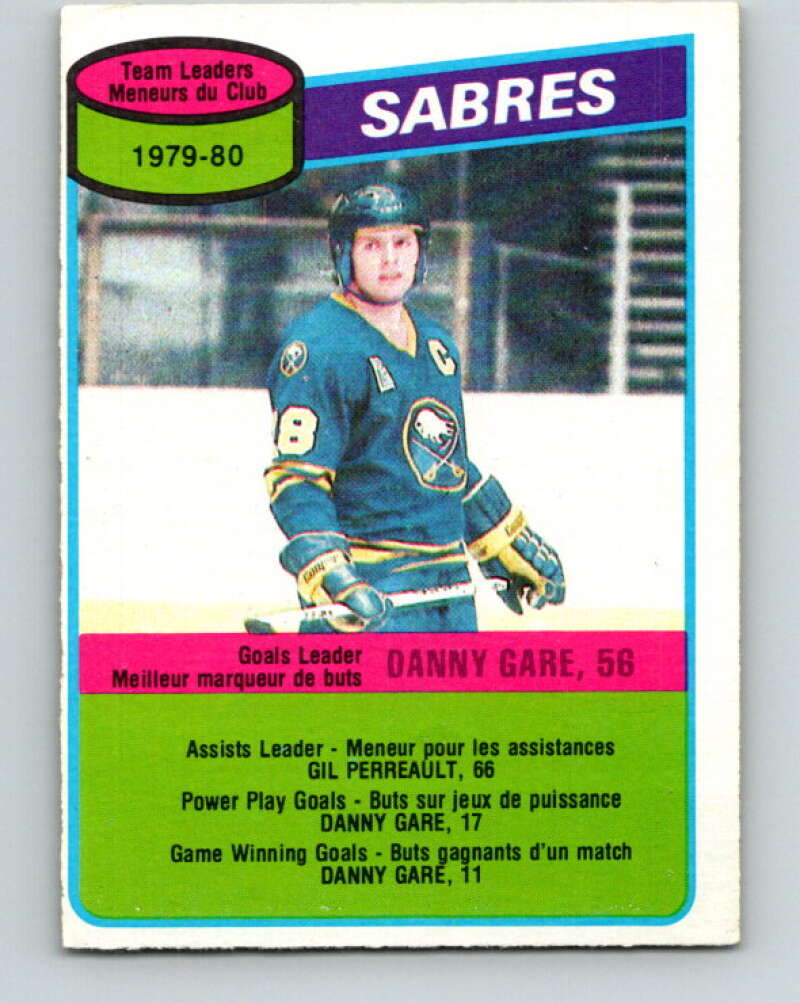 Team Leaders
Meneurs du Club
1979-80
SABRES
C
18
Goals Leader
Meilleur marqueur de buts
DANNY GARE, 56
Assists Leader - Meneur pour les assistances
GIL PERREAULT, 66
Power Play Goals - Buts sur jeux de puissance
DANNY GARE, 17
Game Winning Goals - Buts gagnants d'un match
DANNY GARE, 11